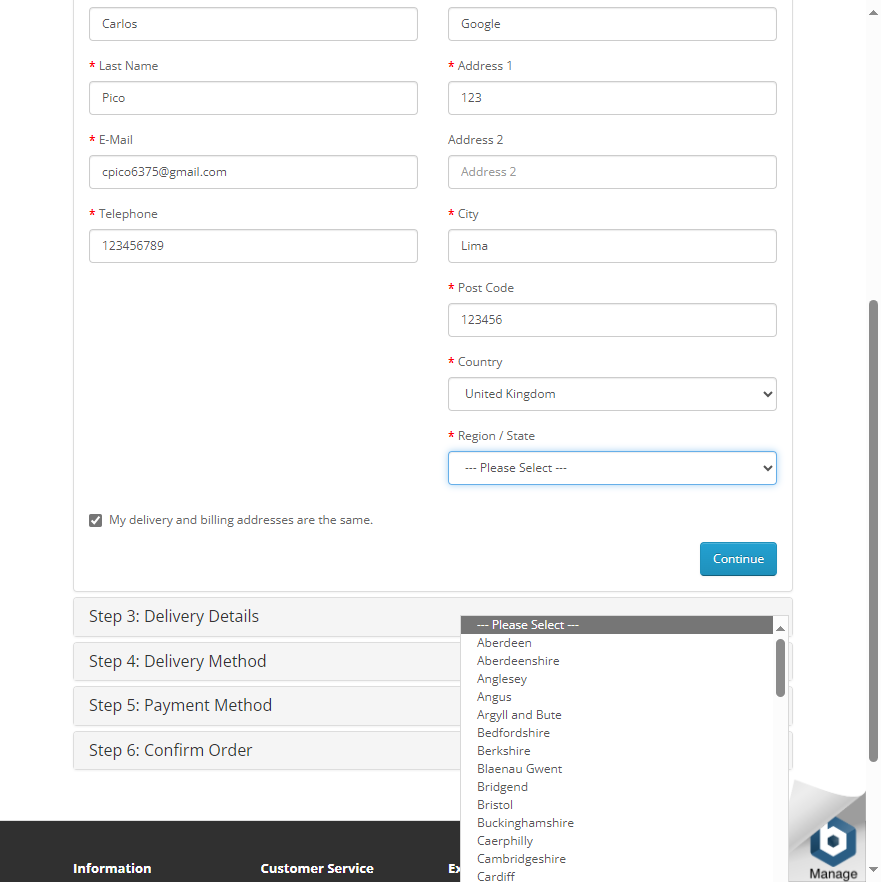 Carlos
Google
* Last Name
* Address 1
Pico
123
* E-Mail
Address 2
cpico6375@gmail.com
Address 2
* Telephone
* City
123456789
Lima
* Post Code
123456
* Country
United Kingdom
* Region / State
--- Please Select ---
My delivery and billing addresses are the same.
Continue
Step 3: Delivery Details
Step 4: Delivery Method
Step 5: Payment Method
Step 6: Confirm Order
--- Please Select ---
Aberdeen
Aberdeenshire
Anglesey
Angus
Argyll and Bute
Bedfordshire
Berkshire
Blaenau Gwent
Bridgend
Bristol
Buckinghamshire
Caerphilly
Cambridgeshire
Cardiff
Information
Customer Service
Ex
b
Manage